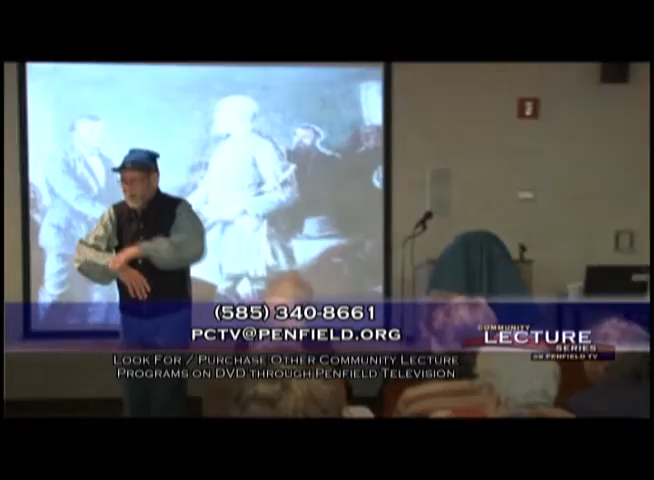 (585) 340-8661
PCTV@PENFIELD.ORG
LOOK FOR / PURCHASE OTHER COMMUNITY LECTURE
PROGRAMS ON DVD THROUGH PENFIELD TELEVISION
COMMUNITY
LECTURE
SERIES
ON PENFIELD TV